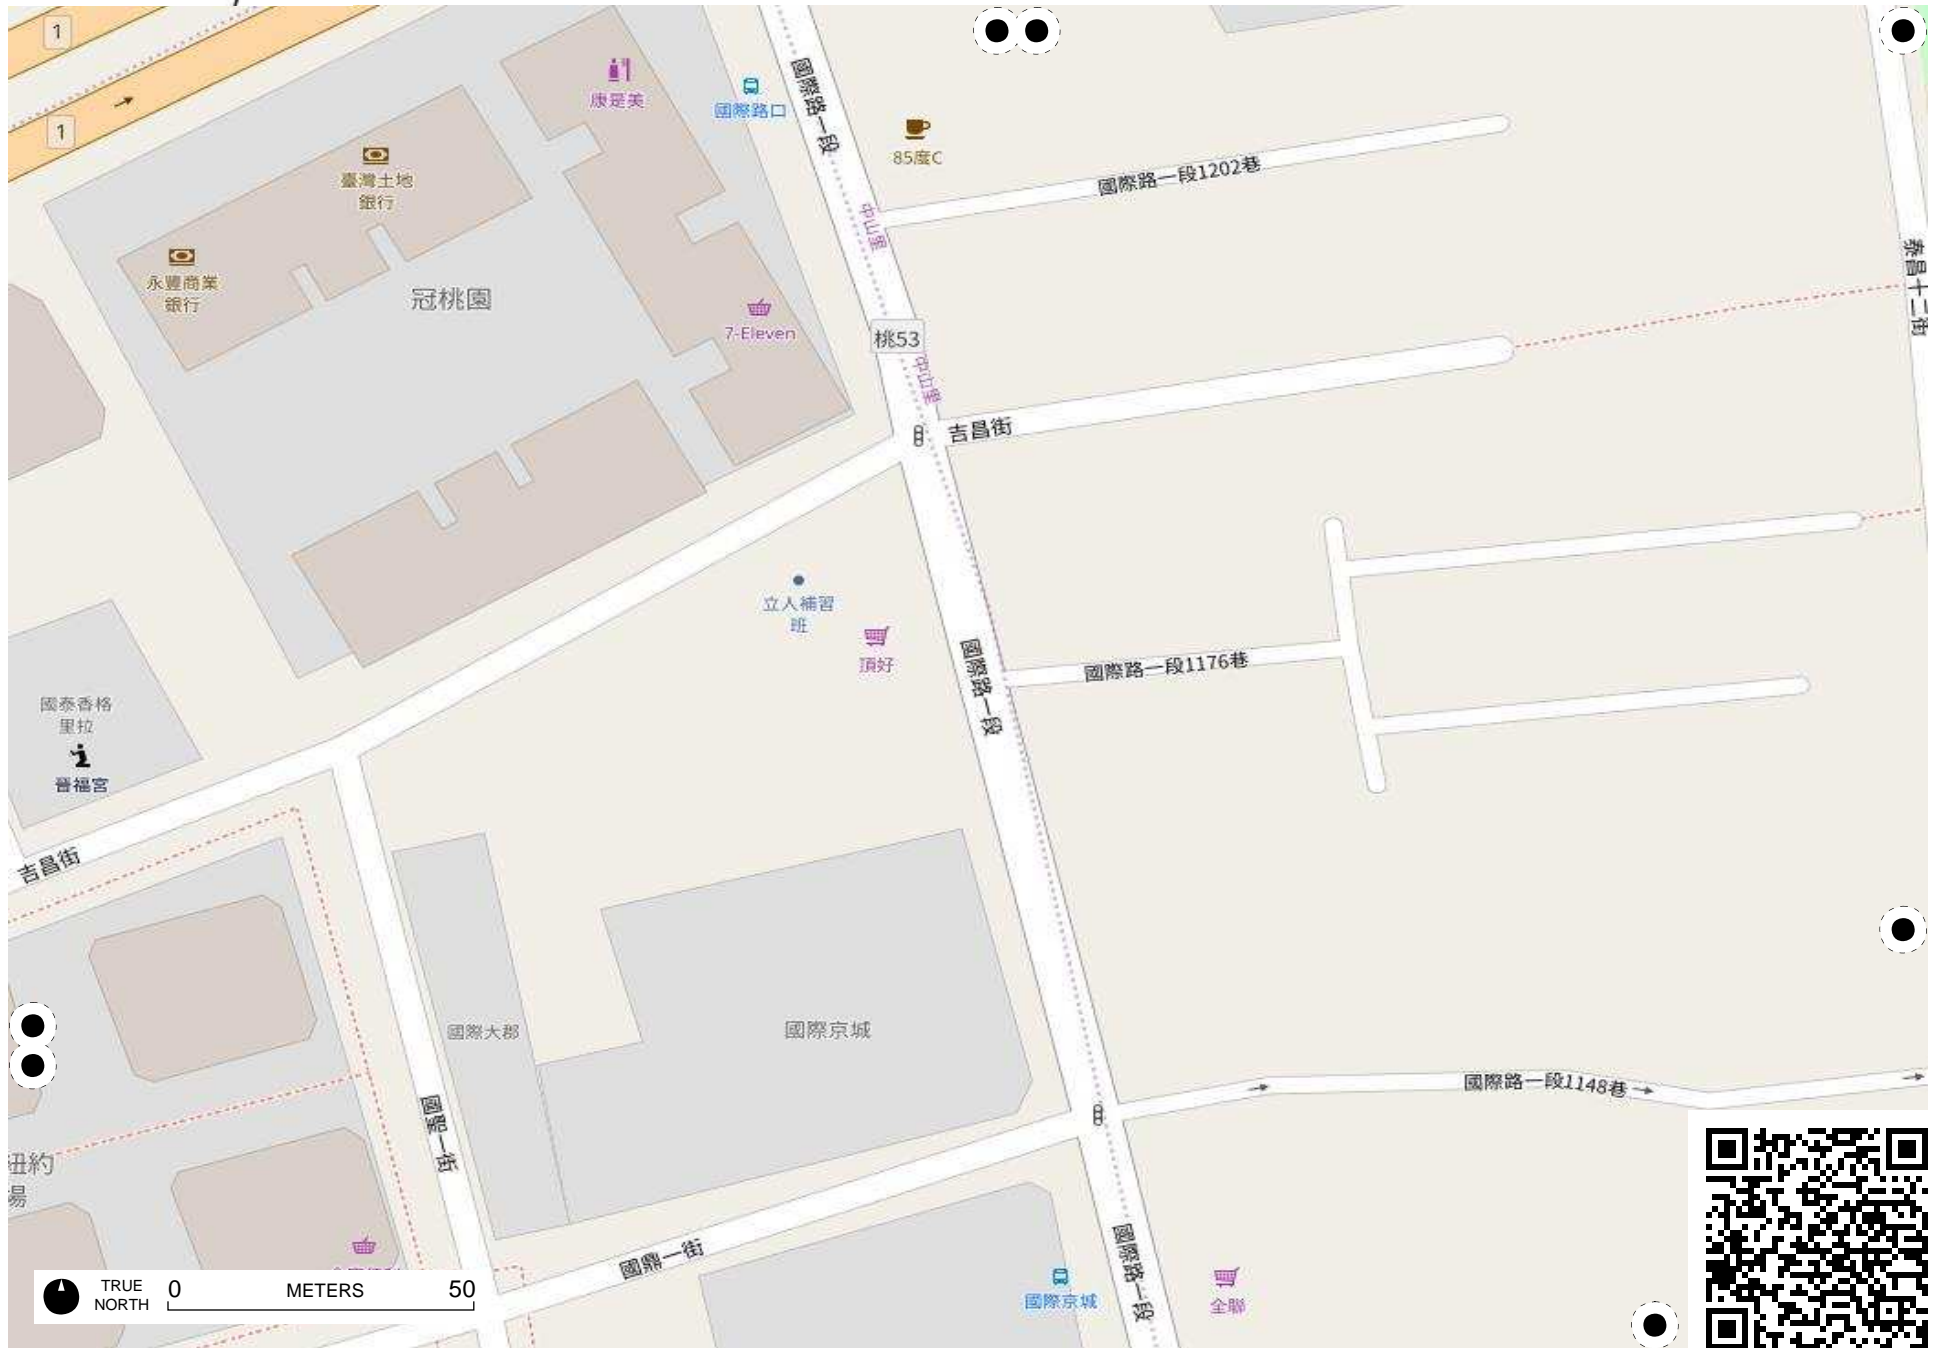 1
康是美
國際路口
國際路一段
1
85度C
臺灣土地
銀行
國際路一段1202巷
中山里
永豐商業
銀行
冠桃園
泰昌十二街
7-Eleven
桃53
中山里
吉昌街
立人補習
班
頂好
國際路一段
國際路一段1176巷
國泰香格
里拉
晉福宮
吉昌街
國際大郡
國際京城
國際路一段1148巷
國聖一街
紐約
場
國鼎一街
國際路一段
國際京城
全聯
TRUE
NORTH
0 METERS 50